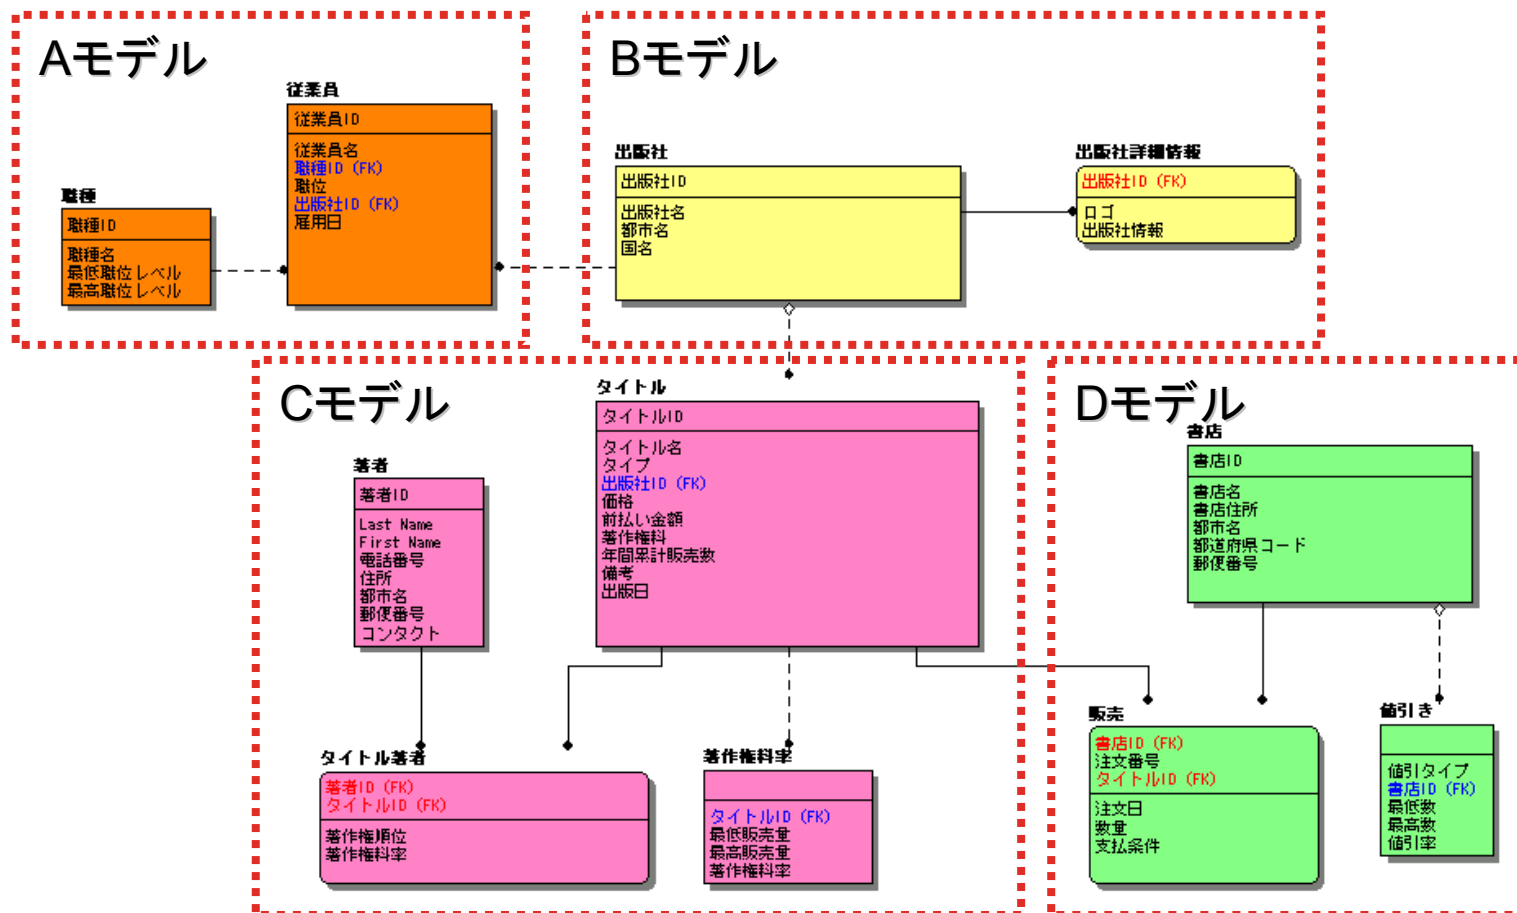 Aモデル
従業員
従業員ID
従業員名
職種ID (FK)
職位
出版社ID (FK)
雇用日
職種
職種ID
職種名
最低職位レベル
最高職位レベル
Bモデル
出版社
出版社ID
出版社名
都市名
国名
出版社詳細情報
出版社ID (FK)
ロゴ
出版社情報
Cモデル
タイトル
タイトルID
タイトル名
タイプ
出版社ID (FK)
価格
前払い金額
著作権料
年間累計販売数
備考
出版日
著者
著者ID
Last Name
First Name
電話番号
住所
都市名
郵便番号
コンタクト
タイトル著者
著者ID (FK)
タイトルID (FK)
著作権順位
著作権料率
著作権料率
タイトルID (FK)
最低販売量
最高販売量
著作権料率
Dモデル
書店
書店ID
書店名
書店住所
都市名
都道府県コード
郵便番号
販売
書店ID (FK)
注文番号
タイトルID (FK)
注文日
数量
支払条件
値引き
値引タイプ
書店ID (FK)
最低数
最高数
値引率